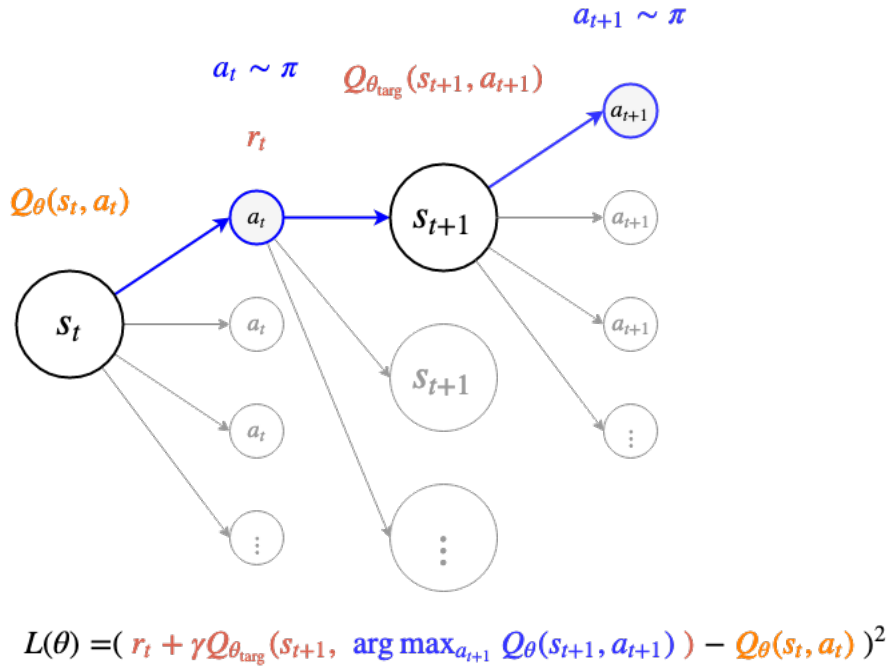 a_{t+1} ∼ π
a_t ∼ π
Q_{θ_targ}(s_{t+1}, a_{t+1})
a_{t+1}
r_t
Q_θ(s_t, a_t)
a_t
s_{t+1}
a_{t+1}
s_t
a_t
a_{t+1}
s_{t+1}
a_t
⋮
⋮
⋮
L(θ) =( r_t + γQ_{θ_targ}(s_{t+1}, arg max_{a_{t+1}} Q_θ(s_{t+1}, a_{t+1}) ) − Q_θ(s_t, a_t) )²